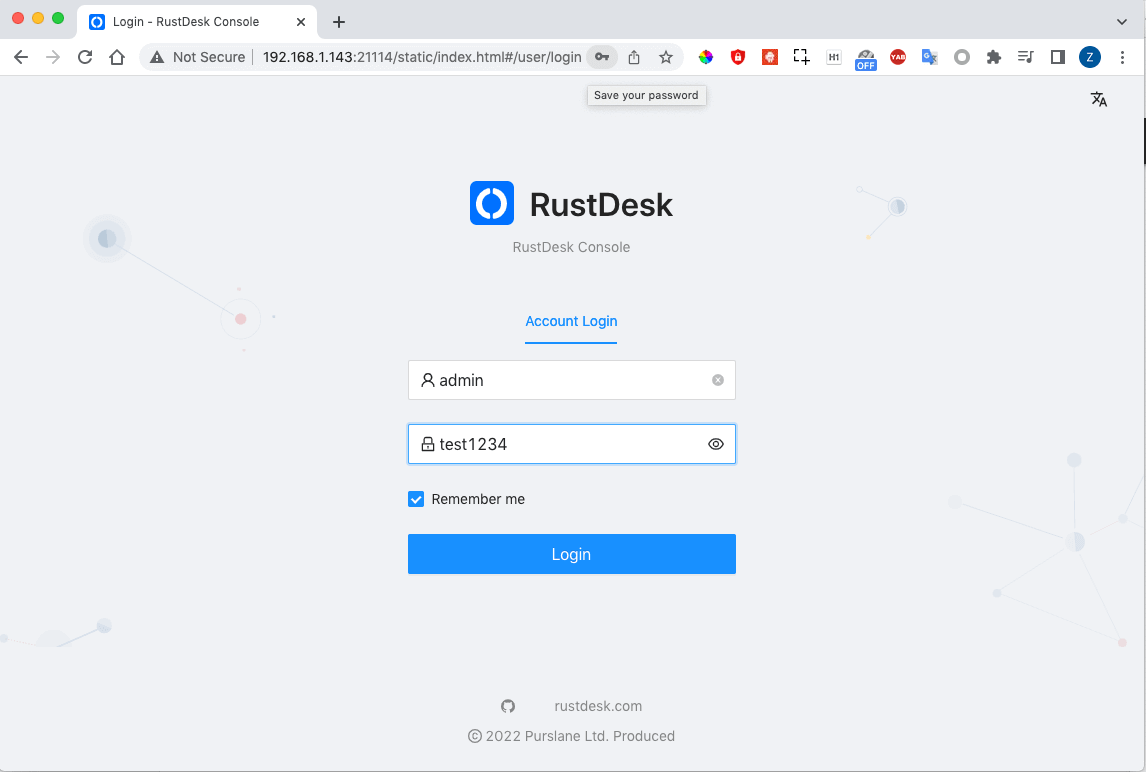 Login - RustDesk Console
Not Secure 192.168.1.143:21114/static/index.html#/user/login
H1
OFF
YAB
Z
Save your password
RustDesk
RustDesk Console
Account Login
admin
test1234
Remember me
Login
rustdesk.com
© 2022 Purslane Ltd. Produced